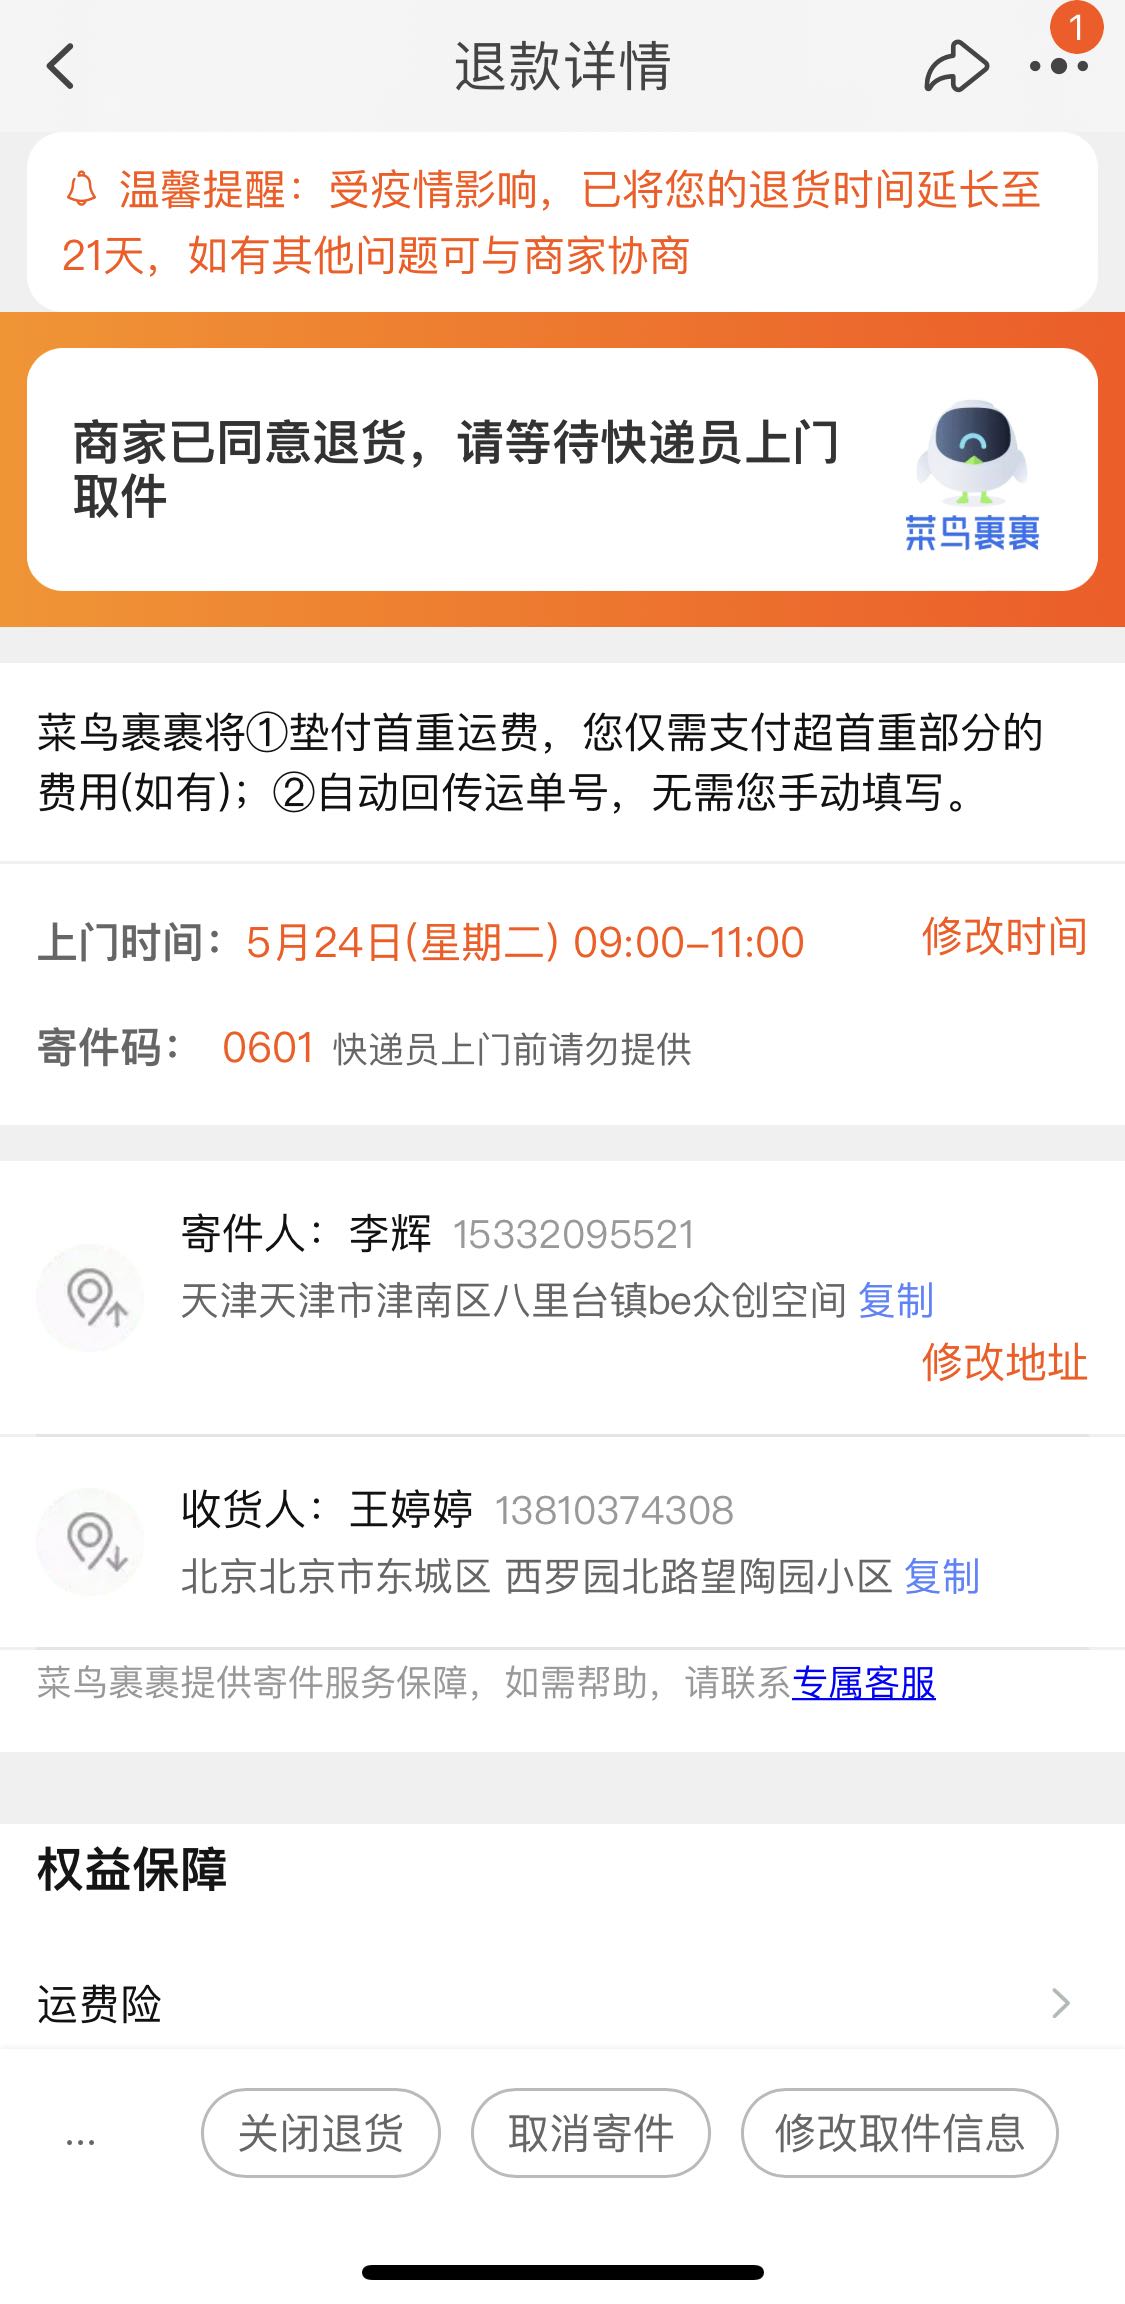 退款详情
1
温馨提醒：受疫情影响，已将您的退货时间延长至
21天，如有其他问题可与商家协商
商家已同意退货，请等待快递员上门
取件
菜鸟裹裹
菜鸟裹裹将①垫付首重运费，您仅需支付超首重部分的
费用(如有)；②自动回传运单号，无需您手动填写。
上门时间：5月24日(星期二) 09:00-11:00 修改时间
寄件码： 0601 快递员上门前请勿提供
寄件人：李辉 15332095521
天津天津市津南区八里台镇be众创空间 复制
修改地址
收货人：王婷婷 13810374308
北京北京市东城区 西罗园北路望陶园小区 复制
菜鸟裹裹提供寄件服务保障，如需帮助，请联系专属客服
权益保障
运费险
... 关闭退货 取消寄件 修改取件信息